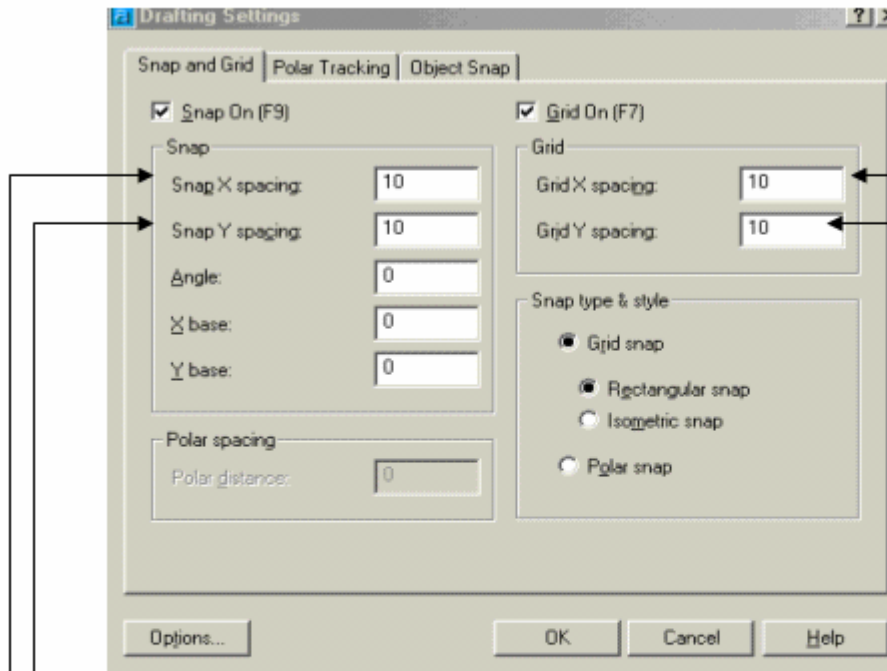 Drafting Settings
Snap and Grid
Polar Tracking
Object Snap
Snap On (F9)
Grid On (F7)
Snap
Snap X spacing: 10
Snap Y spacing: 10
Angle: 0
X base: 0
Y base: 0
Grid
Grid X spacing: 10
Grid Y spacing: 10
Snap type & style
Grid snap
Rectangular snap
Isometric snap
Polar snap
Polar spacing
Polar distance: 0
Options...
OK
Cancel
Help